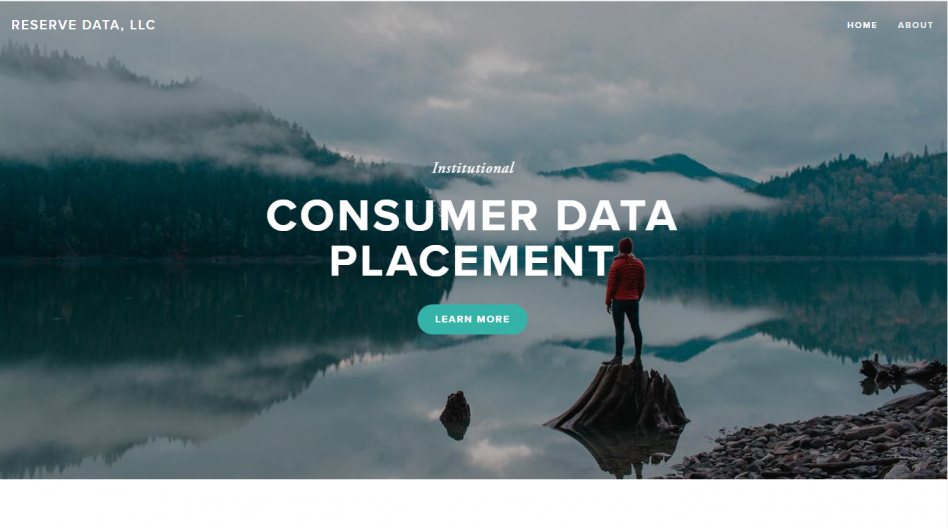 RESERVE DATA, LLC
HOME ABOUT
Institutional
CONSUMER DATA
PLACEMENT
LEARN MORE